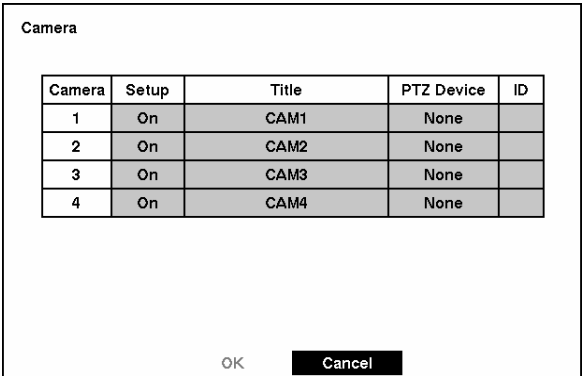 Camera
Camera Setup Title PTZ Device ID
1 On CAM1 None
2 On CAM2 None
3 On CAM3 None
4 On CAM4 None
OK Cancel